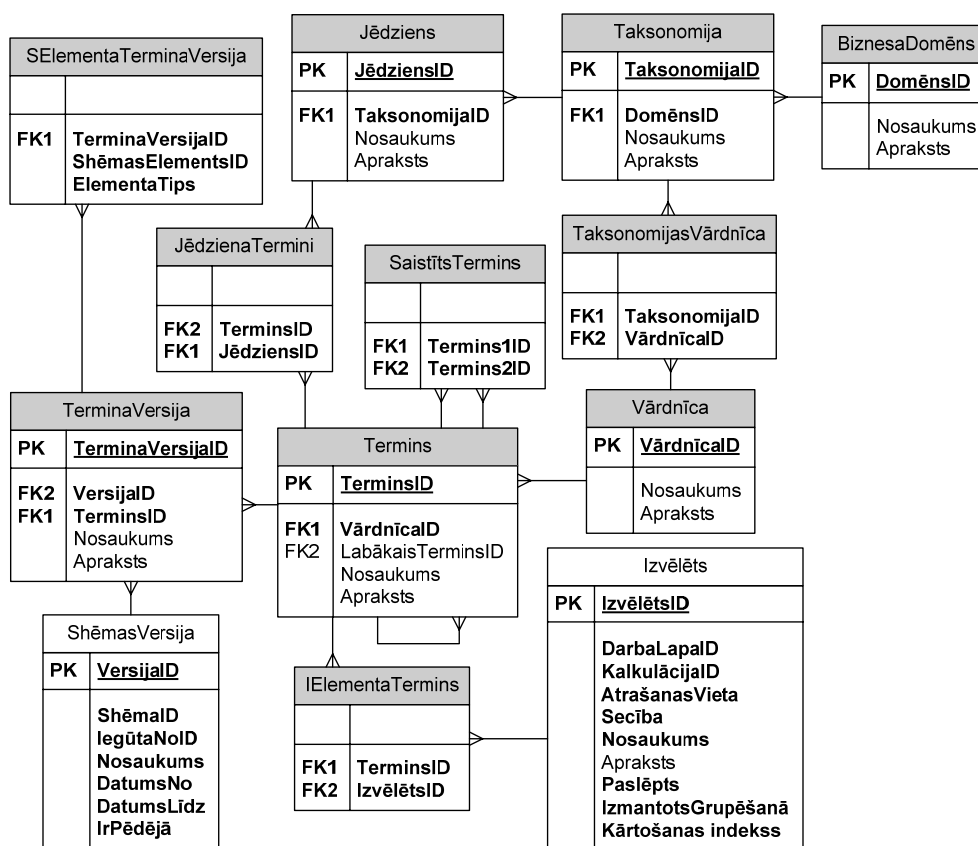 SElementaTerminaVersija
FK1 TerminaVersijaID
ShēmasElementsID
ElementaTips
Jēdziens
PK JēdziensID
FK1 TaksonomijaID
Nosaukums
Apraksts
Taksonomija
PK TaksonomijaID
FK1 DomēnsID
Nosaukums
Apraksts
BiznesaDomēns
PK DomēnsID
Nosaukums
Apraksts
JēdzienaTermini
FK2 TerminsID
FK1 JēdziensID
SaistītsTermins
FK1 Termins1ID
FK2 Termins2ID
TaksonomijasVārdnīca
FK1 TaksonomijaID
FK2 VārdnīcaID
TerminaVersija
PK TerminaVersijaID
FK2 VersijaID
FK1 TerminsID
Nosaukums
Apraksts
Termins
PK TerminsID
FK1 VārdnīcaID
FK2 LabākaisTerminsID
Nosaukums
Apraksts
Vārdnīca
PK VārdnīcaID
Nosaukums
Apraksts
ShēmasVersija
PK VersijaID
ShēmaID
IegūtaNoID
Nosaukums
DatumsNo
DatumsLīdz
IrPēdējā
IElementaTermins
FK1 TerminsID
FK2 IzvēlētsID
Izvēlēts
PK IzvēlētsID
DarbaLapaID
KalkulācijaID
AtrašanasVieta
Secība
Nosaukums
Apraksts
Paslēpts
IzmantotsGrupēšanā
Kārtošanas indekss